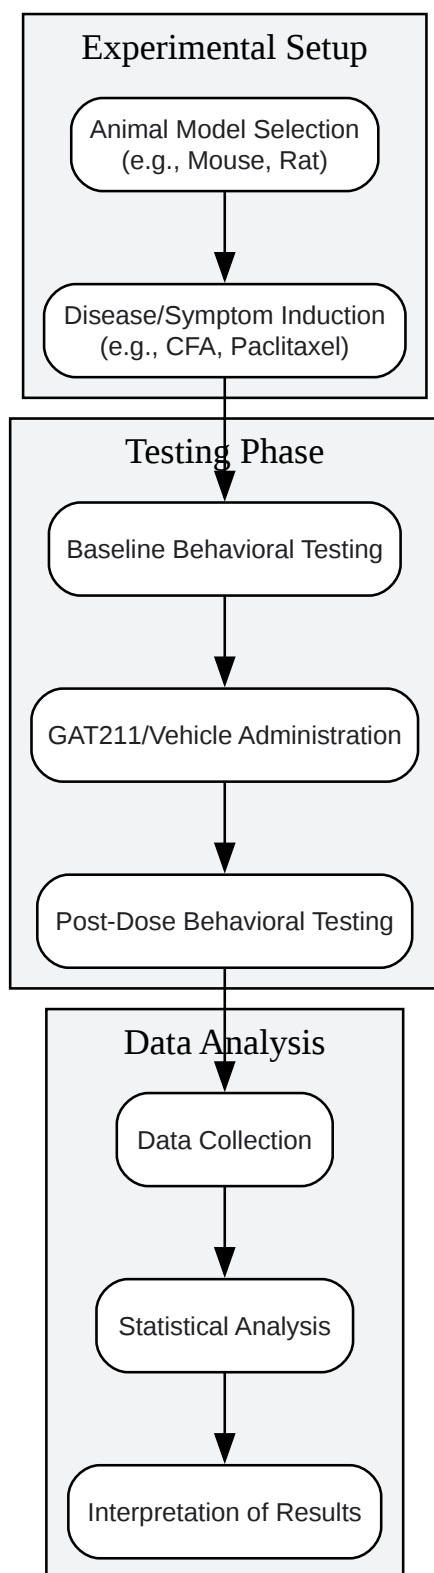 Experimental Setup
Animal Model Selection
(e.g., Mouse, Rat)
Disease/Symptom Induction
(e.g., CFA, Paclitaxel)
Testing Phase
Baseline Behavioral Testing
GAT211/Vehicle Administration
Post-Dose Behavioral Testing
Data Analysis
Data Collection
Statistical Analysis
Interpretation of Results